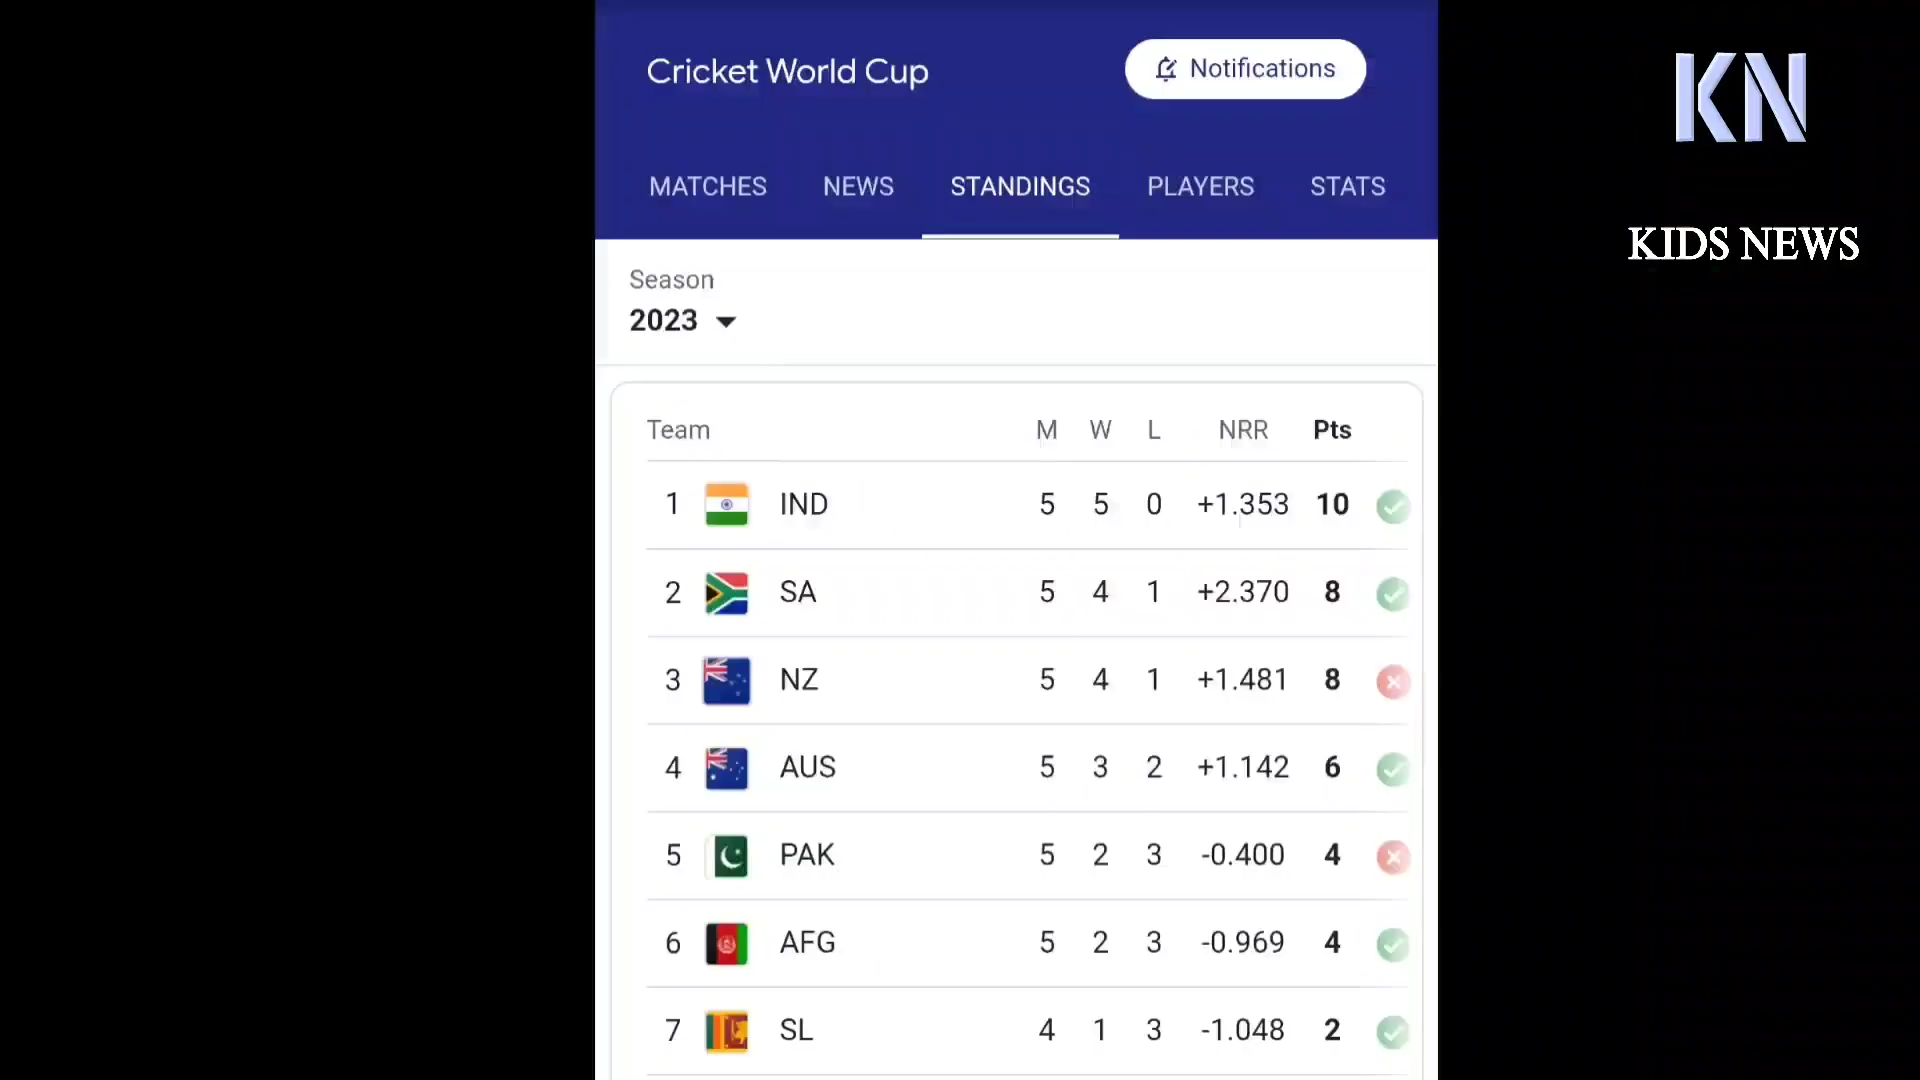 Cricket World Cup
Notifications
KN
KIDS NEWS
MATCHES NEWS STANDINGS PLAYERS STATS
Season
2023
Team M W L NRR Pts
1 IND 5 5 0 +1.353 10
2 SA 5 4 1 +2.370 8
3 NZ 5 4 1 +1.481 8
4 AUS 5 3 2 +1.142 6
5 PAK 5 2 3 -0.400 4
6 AFG 5 2 3 -0.969 4
7 SL 4 1 3 -1.048 2